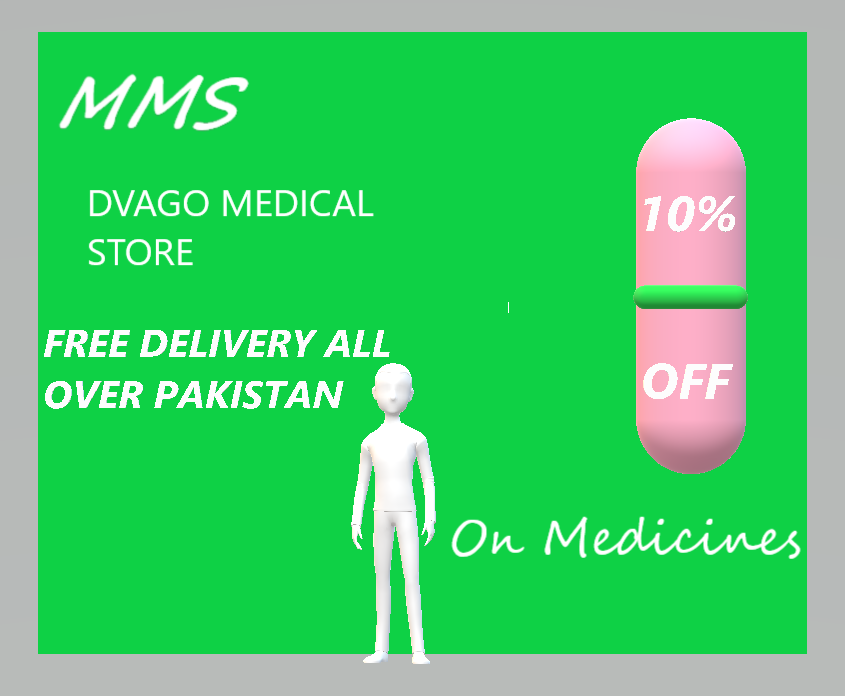 MMS
DVAGO MEDICAL
STORE
FREE DELIVERY ALL
OVER PAKISTAN
10%
OFF
On Medicines